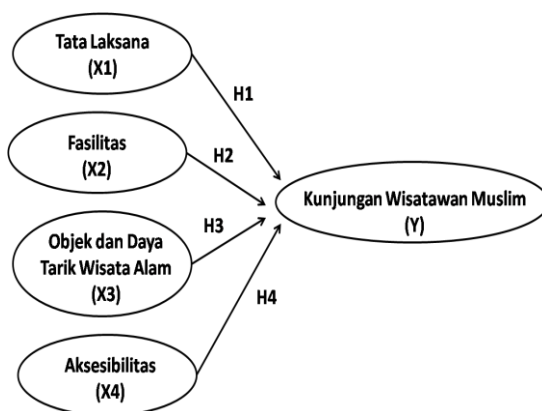 Tata Laksana
(X1)
H1
Fasilitas
(X2)
H2
Kunjungan Wisatawan Muslim
(Y)
Objek dan Daya
Tarik Wisata Alam
(X3)
H3
H4
Aksesibilitas
(X4)